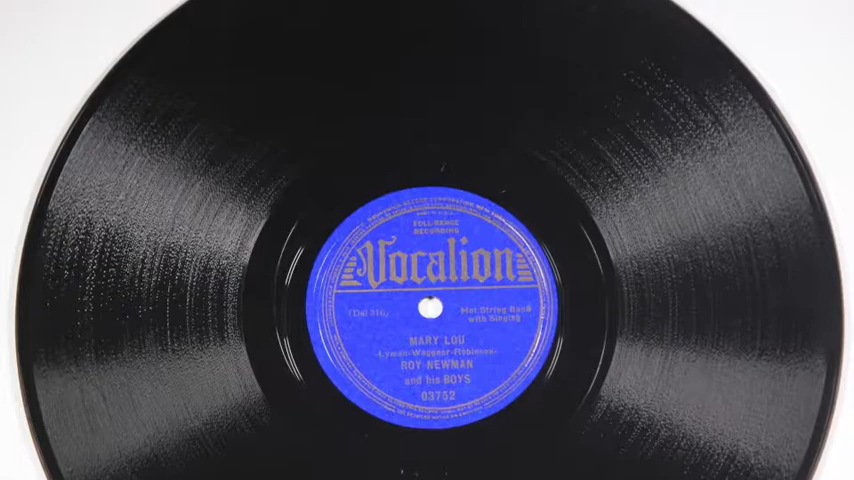 FULL-RANGE
RECORDING
Vocalion
(Dal 316)
Hot String Band
with Singing
MARY LOU
-Lyman-Waggner-Robinson-
ROY NEWMAN
and his BOYS
03752